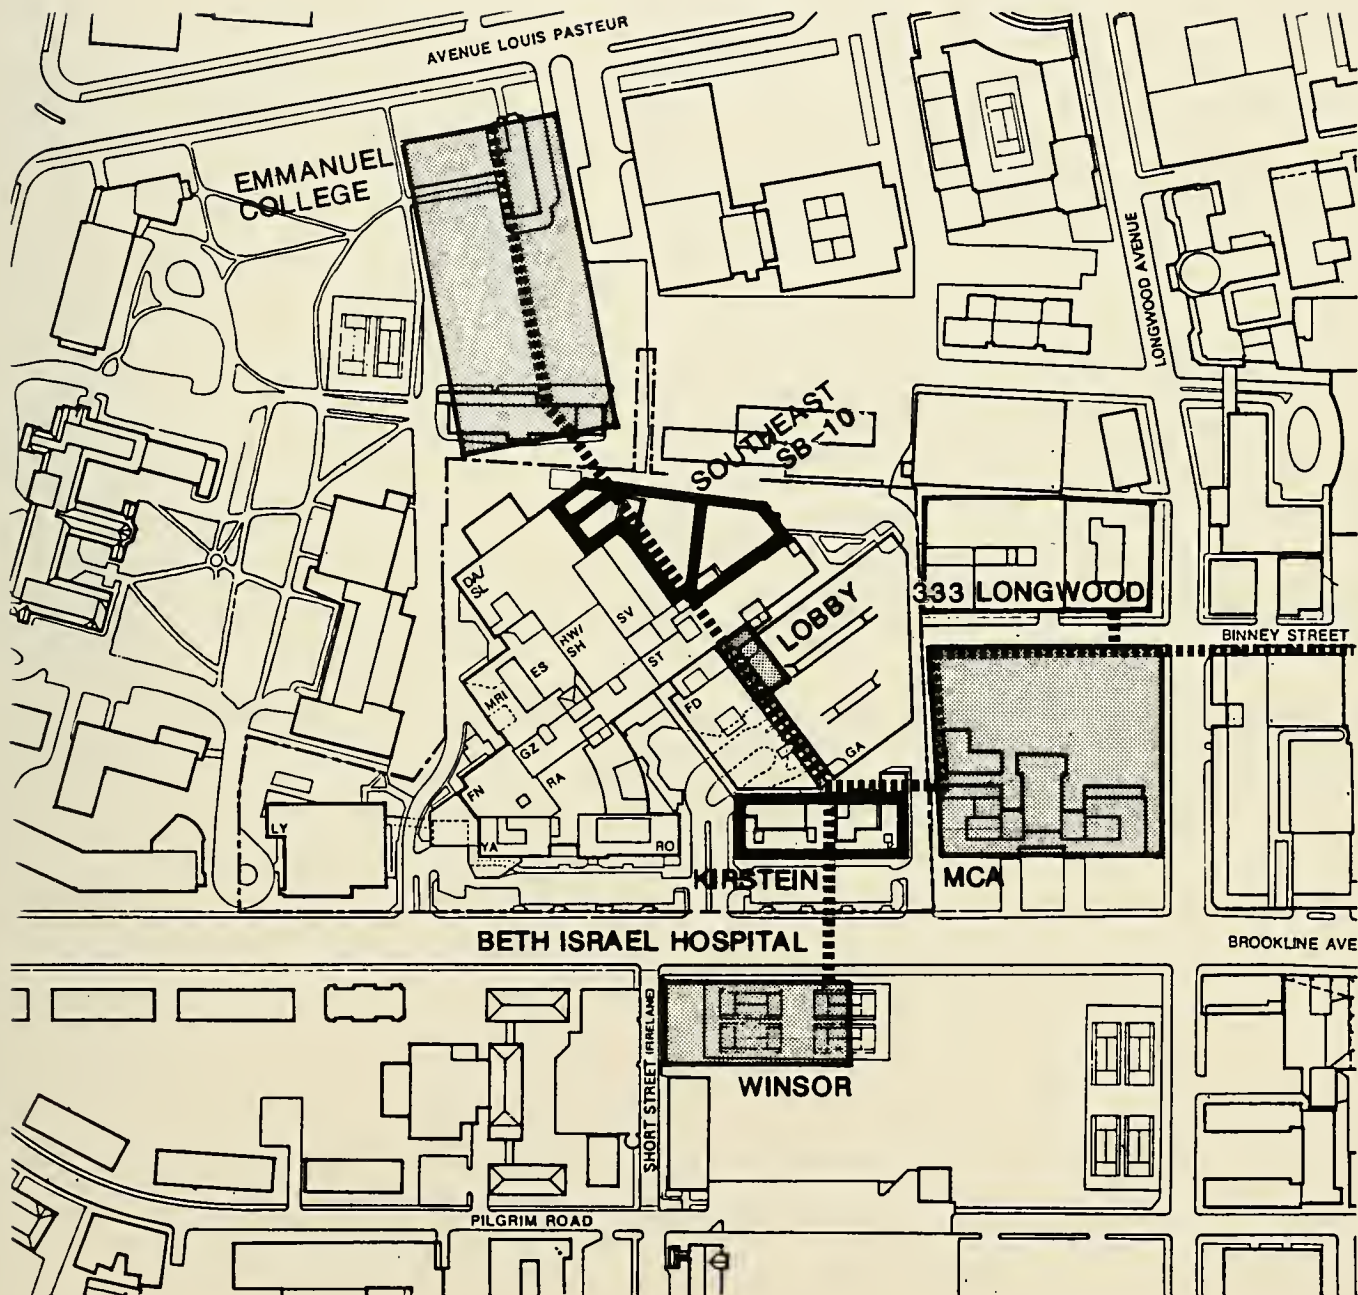 AVENUE LOUIS PASTEUR
EMMANUEL
COLLEGE
LONGWOOD AVENUE
SOUTHEAST
SB-10
333 LONGWOOD
LOBBY
BINNEY STREET
DA/
SL
SV
RW/
SH
ST
ES
MRI
FD
GZ
GA
RA
FN
LY
YA
RO
KIRSTEIN
MCA
BETH ISRAEL HOSPITAL
BROOKLINE AVE
SHORT STREET (FIRELANE)
WINSOR
PILGRIM ROAD